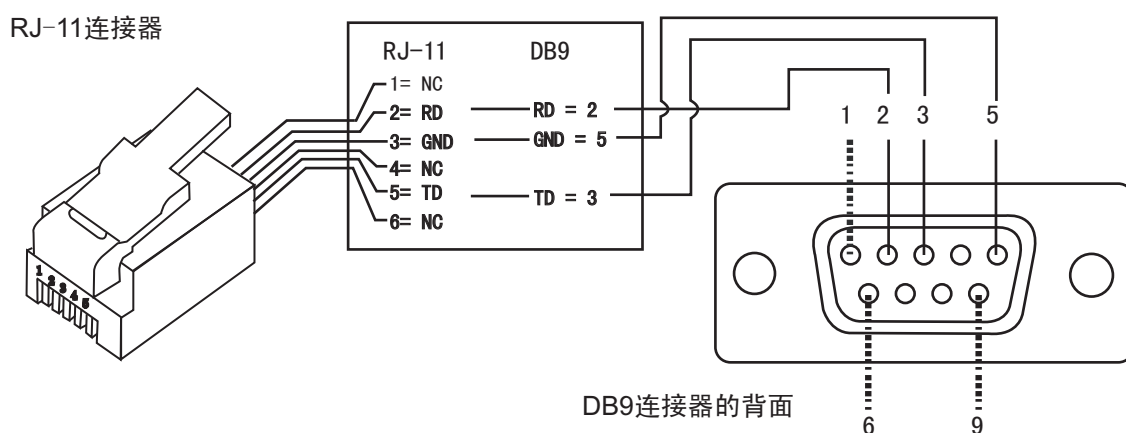 RJ-11连接器
RJ-11 DB9
1= NC
2= RD RD = 2
3= GND GND = 5
4= NC
5= TD TD = 3
6= NC
1 2 3 5
1 2 3 4 5
DB9连接器的背面
6 9